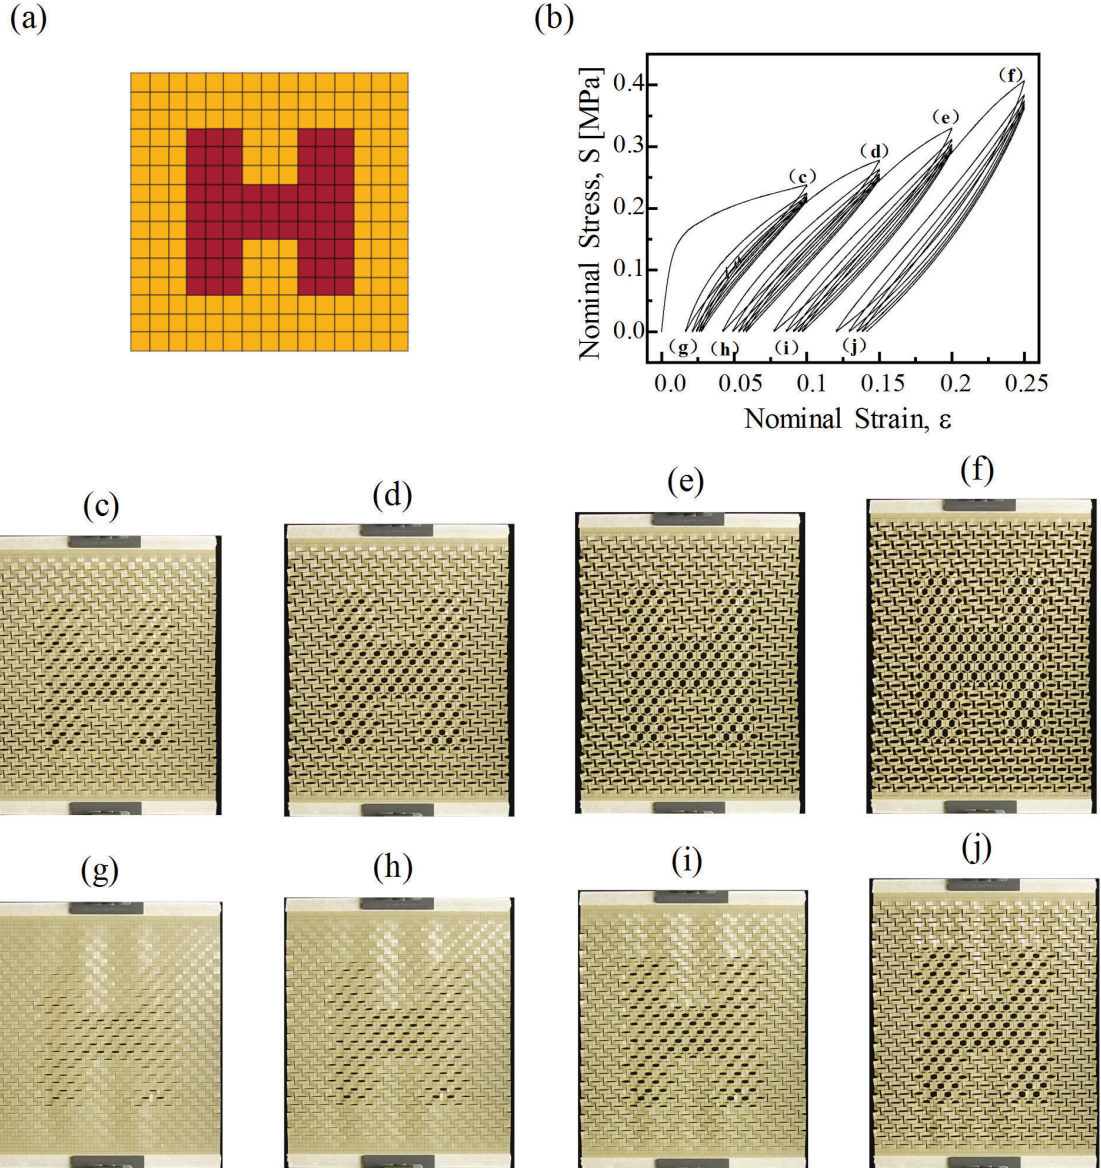 (a)
(b)
Nominal Stress, S [MPa]
0.4
0.3
0.2
0.1
0.0
(c)
(d)
(e)
(f)
(g)
(h)
(i)
(j)
0.0 0.05 0.1 0.15 0.2 0.25
Nominal Strain, ε
(c)
(d)
(e)
(f)
(g)
(h)
(i)
(j)